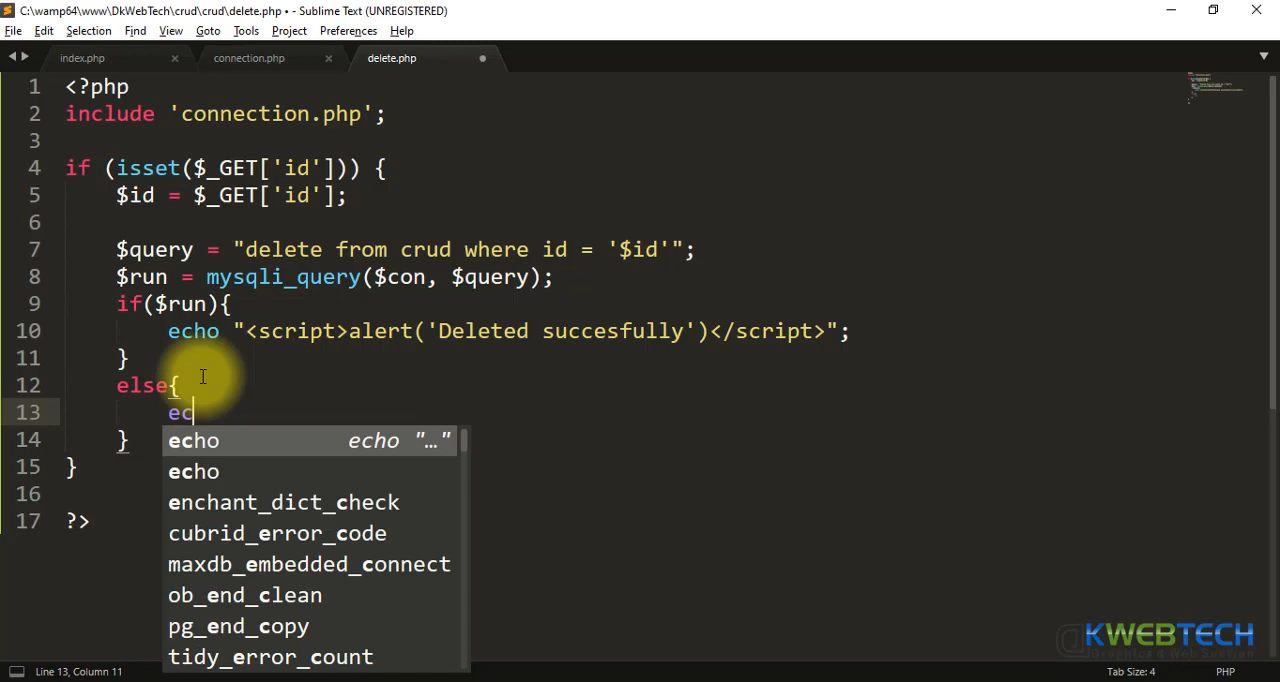 C:\wamp64\www\DkWebTech\crud\crud\delete.php • - Sublime Text (UNREGISTERED)
File Edit Selection Find View Goto Tools Project Preferences Help
index.php × connection.php × delete.php
1 <?php
2 include 'connection.php';
3
4 if (isset($_GET['id'])) {
5 $id = $_GET['id'];
6
7 $query = "delete from crud where id = '$id'";
8 $run = mysqli_query($con, $query);
9 if($run){
10 echo "<script>alert('Deleted succesfully')</script>";
11 }
12 else{
13 ec
14 }
echo echo "…"
15 }
echo
16
enchant_dict_check
17 ?>
cubrid_error_code
maxdb_embedded_connect
ob_end_clean
pg_end_copy
tidy_error_count
@KWEBTECH
Graphics & Web Solution
Line 13, Column 11 Tab Size: 4 PHP